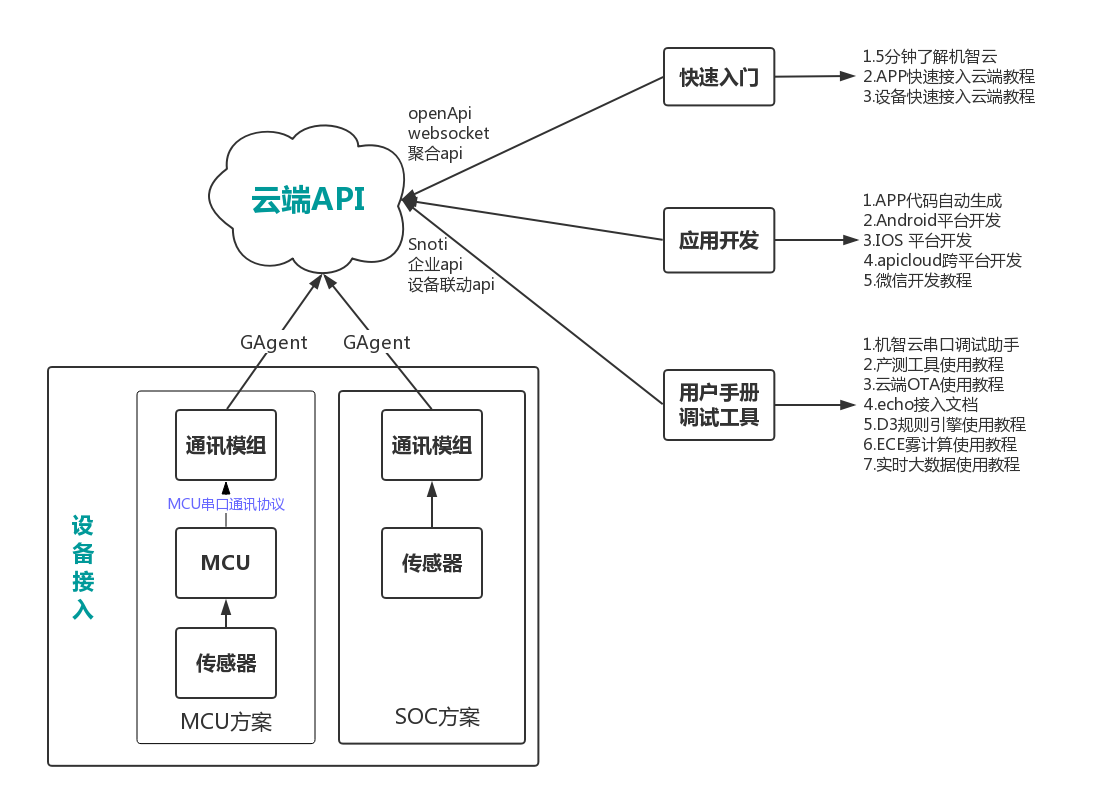 快速入门
1.5分钟了解机智云
2.APP快速接入云端教程
3.设备快速接入云端教程
openApi
websocket
聚合api
云端API
Snoti
企业api
设备联动api
应用开发
1.APP代码自动生成
2.Android平台开发
3.IOS 平台开发
4.apicloud跨平台开发
5.微信开发教程
用户手册
调试工具
1.机智云串口调试助手
2.产测工具使用教程
3.云端OTA使用教程
4.echo接入文档
5.D3规则引擎使用教程
6.ECE雾计算使用教程
7.实时大数据使用教程
GAgent
GAgent
设
备
接
入
通讯模组
MCU串口通讯协议
MCU
传感器
MCU方案
通讯模组
传感器
SOC方案